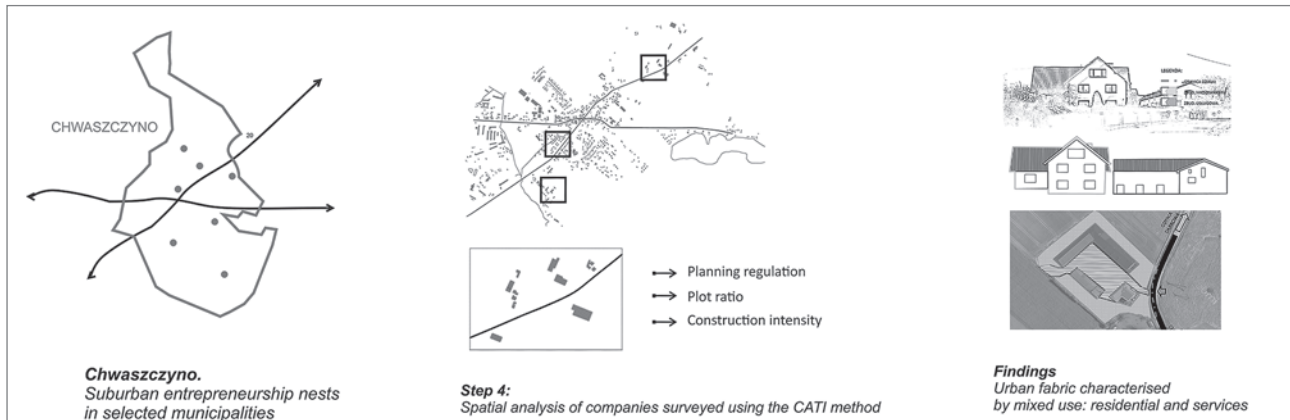 CHWASZCZYNO
20
Chwaszczyno.
Suburban entrepreneurship nests
in selected municipalities
Planning regulation
Plot ratio
Construction intensity
Step 4:
Spatial analysis of companies surveyed using the CATI method
Findings
Urban fabric characterised
by mixed use: residential and services